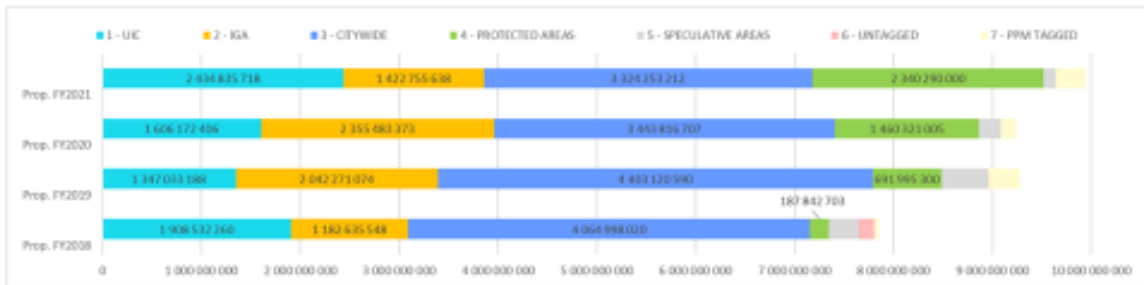 1 - UIC 2 - IGA 3 - CITYWIDE 4 - PROTECTED AREAS 5 - SPECULATIVE AREAS 6 - UNTAGGED 7 - PPM TAGGED
2 434 835 718 1 422 755 638 3 324 253 212 2 340 290 000
Prop. FY2021
1 606 172 406 2 355 483 373 3 443 816 707 1 460 321 005
Prop. FY2020
1 347 033 188 2 042 271 074 4 403 120 590 691 995 300
Prop. FY2019
187 842 703
1 908 532 260 1 182 635 548 4 064 998 020
Prop. FY2018
0 1 000 000 000 2 000 000 000 3 000 000 000 4 000 000 000 5 000 000 000 6 000 000 000 7 000 000 000 8 000 000 000 9 000 000 000 10 000 000 000